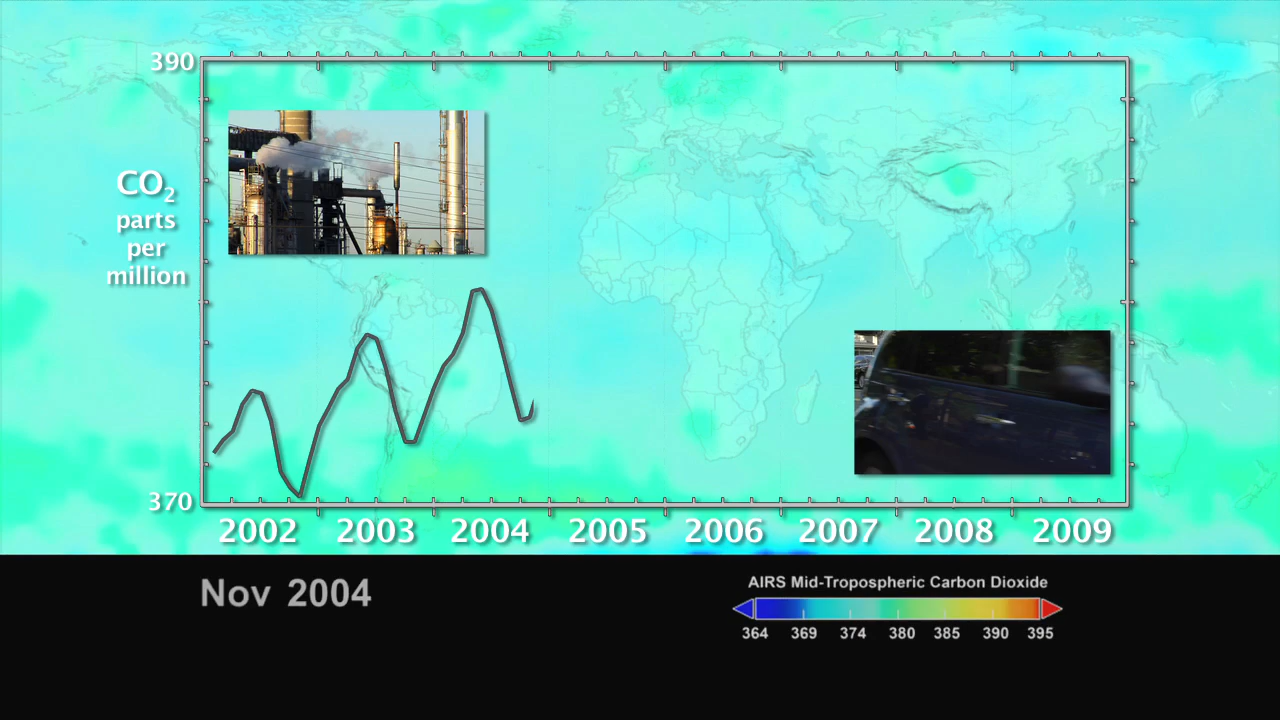 390
CO₂
parts
per
million
370
2002 2003 2004 2005 2006 2007 2008 2009
Nov 2004
AIRS Mid-Tropospheric Carbon Dioxide
364 369 374 380 385 390 395